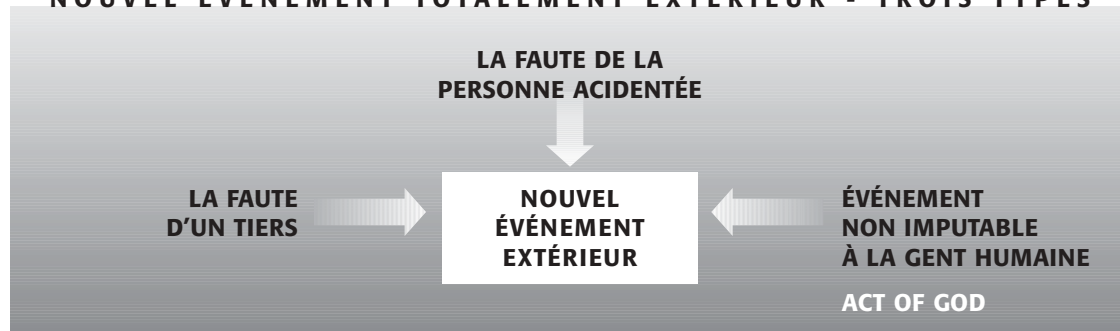 NOUVEL ÉVÉNEMENT TOTALEMENT EXTÉRIEUR - TROIS TYPES
LA FAUTE DE LA
PERSONNE ACIDENTÉE
LA FAUTE
D'UN TIERS
NOUVEL
ÉVÉNEMENT
EXTÉRIEUR
ÉVÉNEMENT
NON IMPUTABLE
À LA GENT HUMAINE
ACT OF GOD